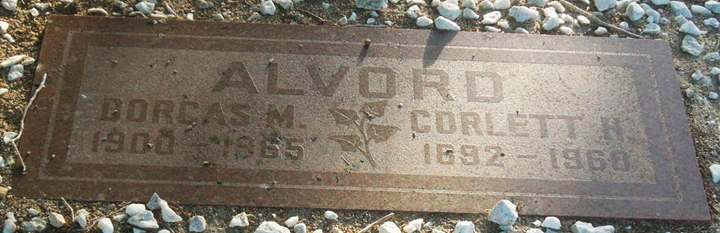 ALVORD
DORCAS M. CORLETT H.
1900 - 1965 1892 - 1960